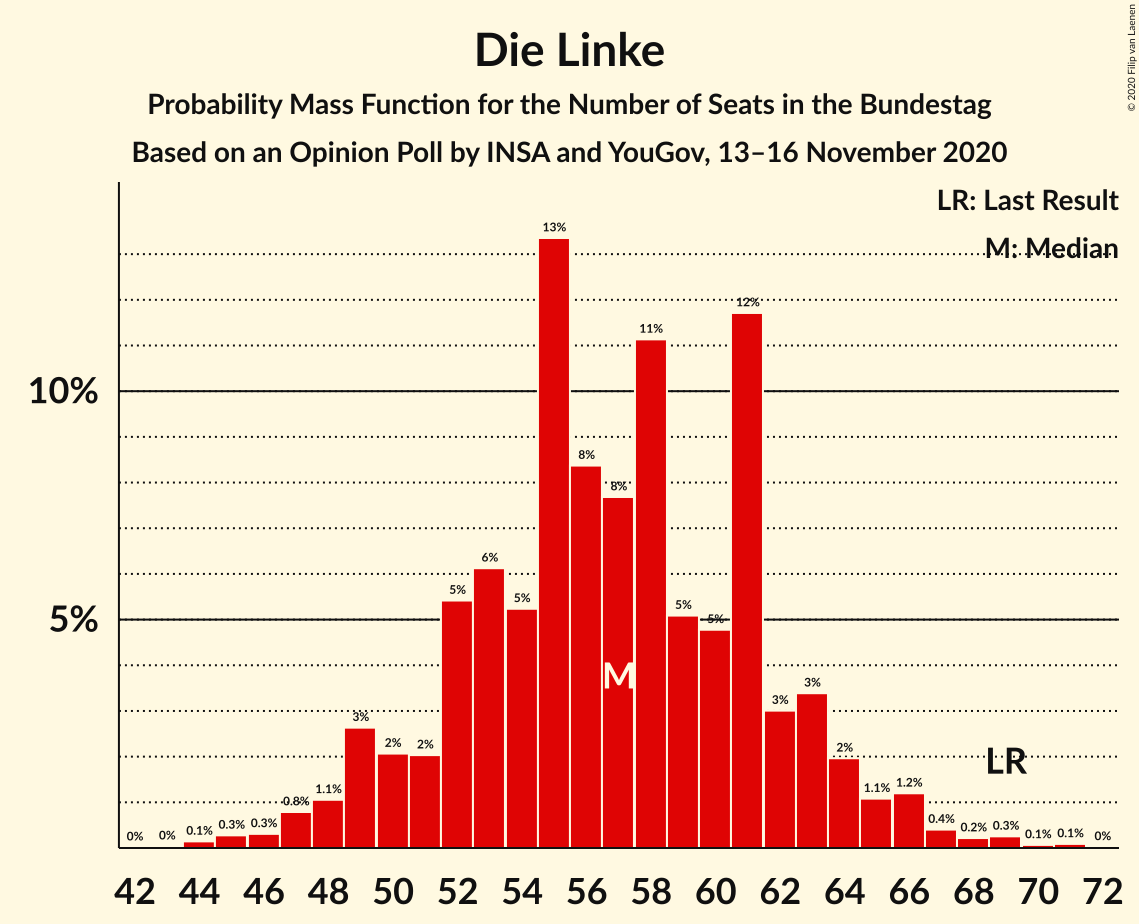 © 2020 Filip van Laenen
Die Linke
Probability Mass Function for the Number of Seats in the Bundestag
Based on an Opinion Poll by INSA and YouGov, 13–16 November 2020
LR: Last Result
M: Median
10%
5%
0% 0% 0.1% 0.3% 0.3% 0.8% 1.1% 3% 2% 2% 5% 6% 5% 13% 8% 8% 11% 5% 5% 12% 3% 3% 2% 1.1% 1.2% 0.4% 0.2% 0.3% 0.1% 0.1% 0%
M
LR
42 44 46 48 50 52 54 56 58 60 62 64 66 68 70 72